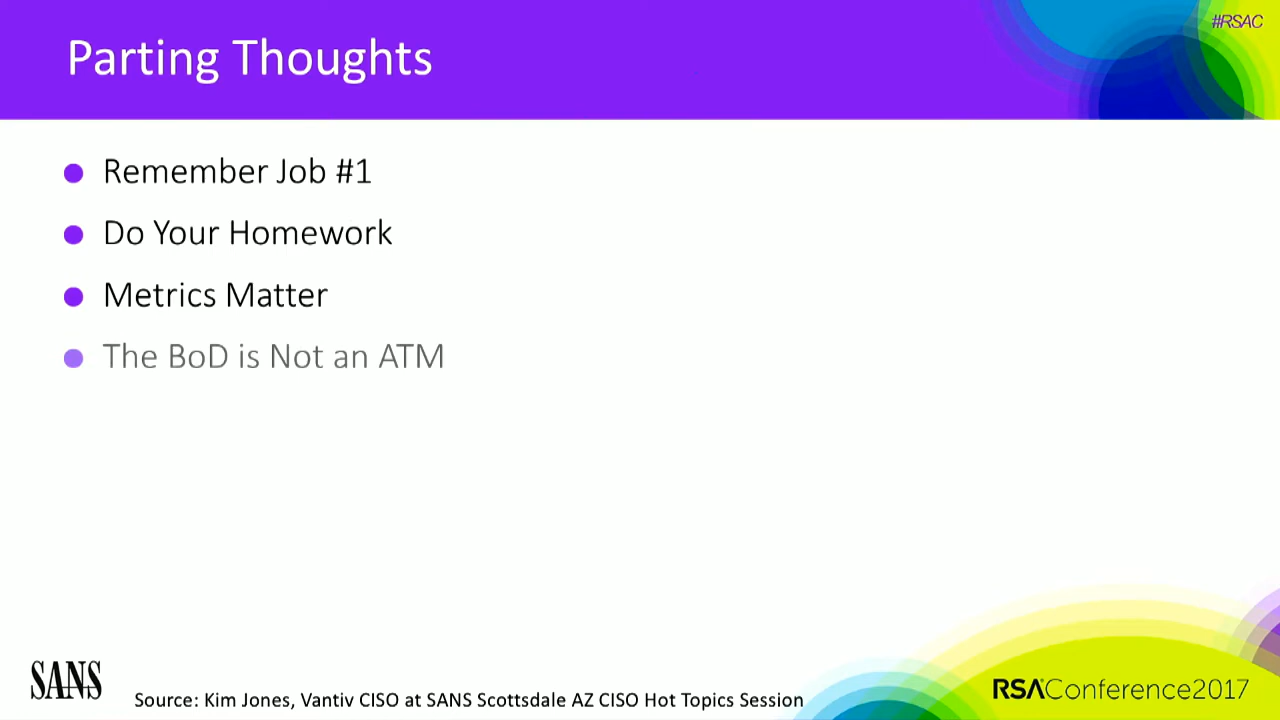 #RSAC
Parting Thoughts
Remember Job #1
Do Your Homework
Metrics Matter
The BoD is Not an ATM
SANS
Source: Kim Jones, Vantiv CISO at SANS Scottsdale AZ CISO Hot Topics Session
RSAConference2017